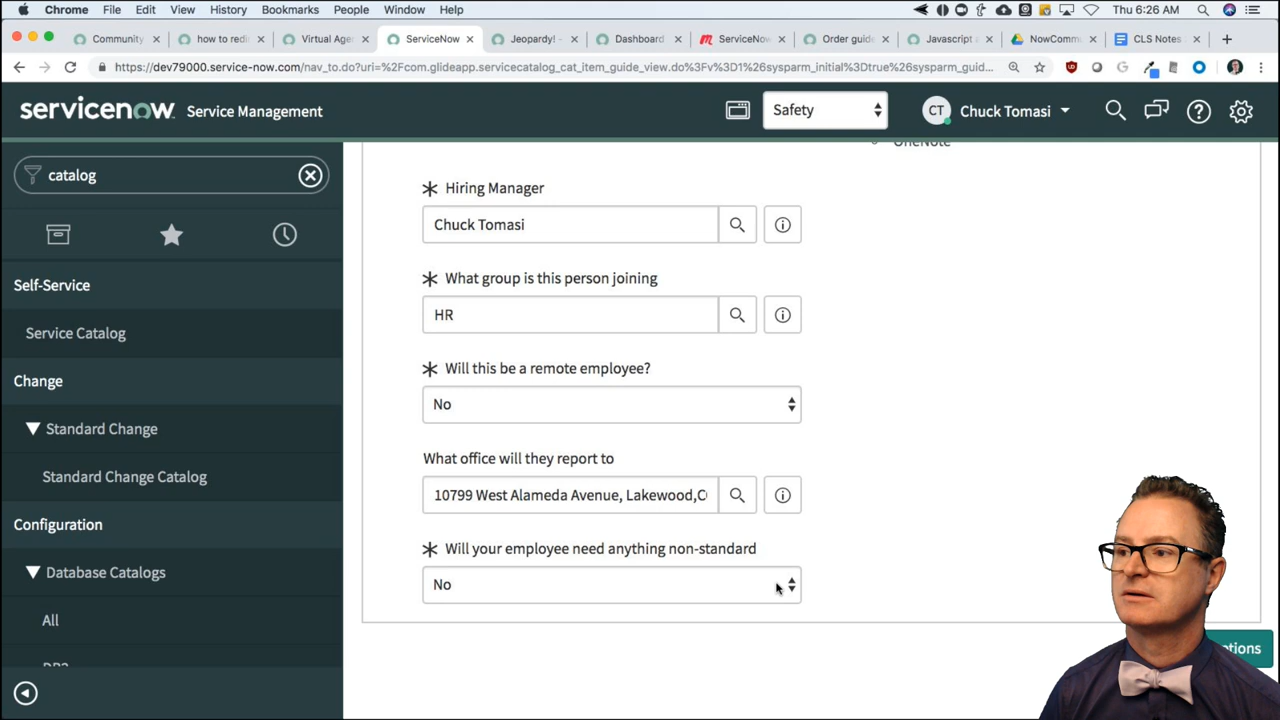 Chrome File Edit View History Bookmarks People Window Help Thu 6:26 AM
Community how to redi Virtual Age ServiceNow Jeopardy! – Dashboard ServiceNow Order guide Javascript NowComm CLS Notes
https://dev79000.service-now.com/nav_to.do?uri=%2Fcom.glideapp.servicecatalog_cat_item_guide_view.do%3Fv%3D1%26sysparm_initial%3Dtrue%26sysparm_guid...
servicenow Service Management Safety CT Chuck Tomasi
catalog
OneNote
Hiring Manager
Chuck Tomasi
What group is this person joining
HR
Will this be a remote employee?
No
What office will they report to
10799 West Alameda Avenue, Lakewood,C
Will your employee need anything non-standard
No
ptions
Self-Service
Service Catalog
Change
Standard Change
Standard Change Catalog
Configuration
Database Catalogs
All
DB2